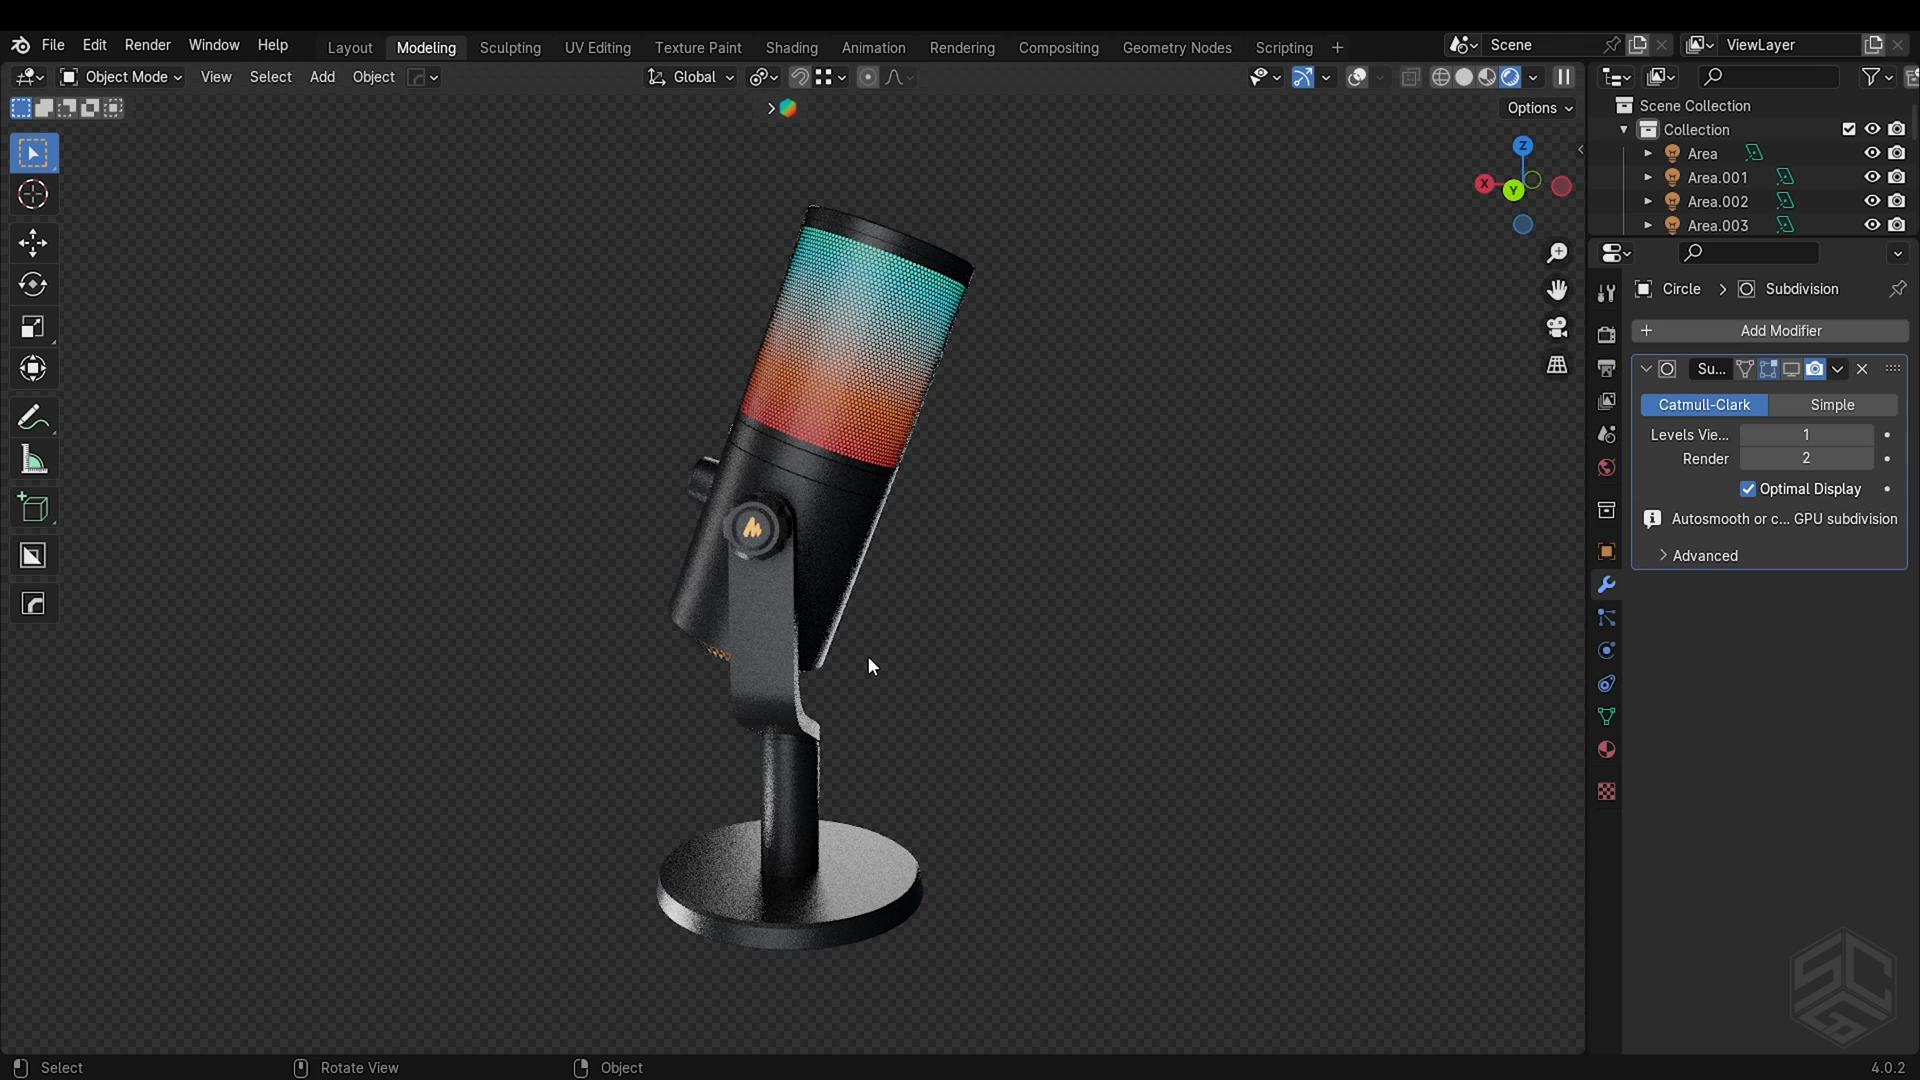 File Edit Render Window Help Layout Modeling Sculpting UV Editing Texture Paint Shading Animation Rendering Compositing Geometry Nodes Scripting + Scene ViewLayer
Object Mode View Select Add Object Global
Options
Scene Collection
Collection
Area
Area.001
Area.002
Area.003
Z
X
Y
Circle > Subdivision
+ Add Modifier
Su...
Catmull-Clark Simple
Levels Vie... 1
Render 2
Optimal Display
Autosmooth or c... GPU subdivision
Advanced
SCG
Select Rotate View Object 4.0.2